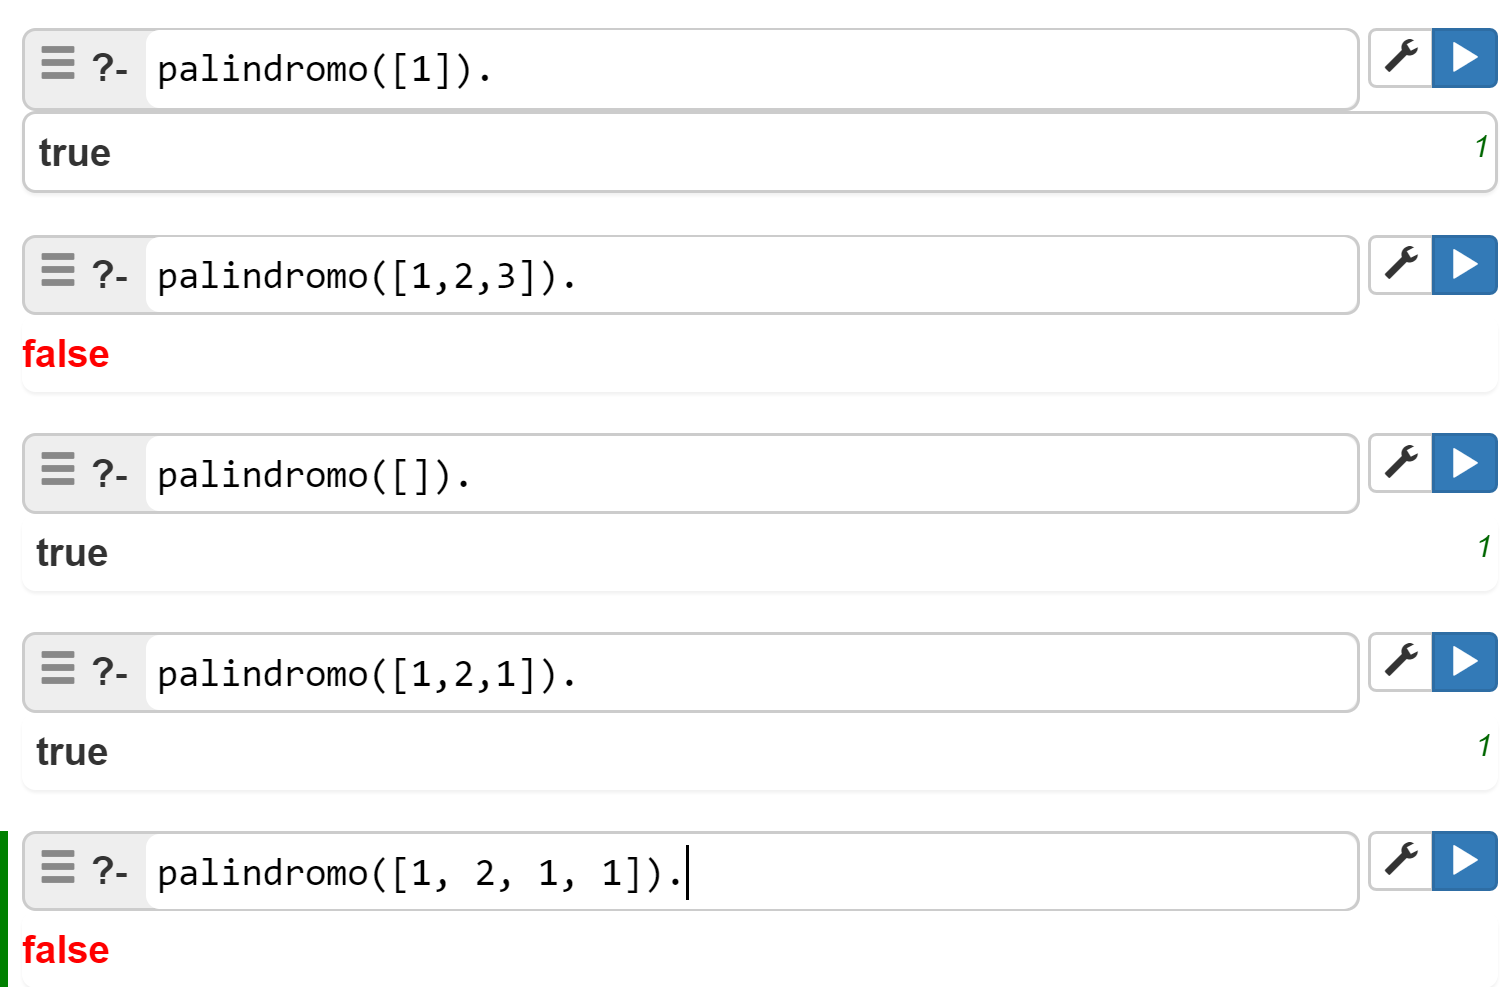 ?- palindromo([1]).
true 1
?- palindromo([1,2,3]).
false
?- palindromo([]).
true 1
?- palindromo([1,2,1]).
true 1
?- palindromo([1, 2, 1, 1]).
false